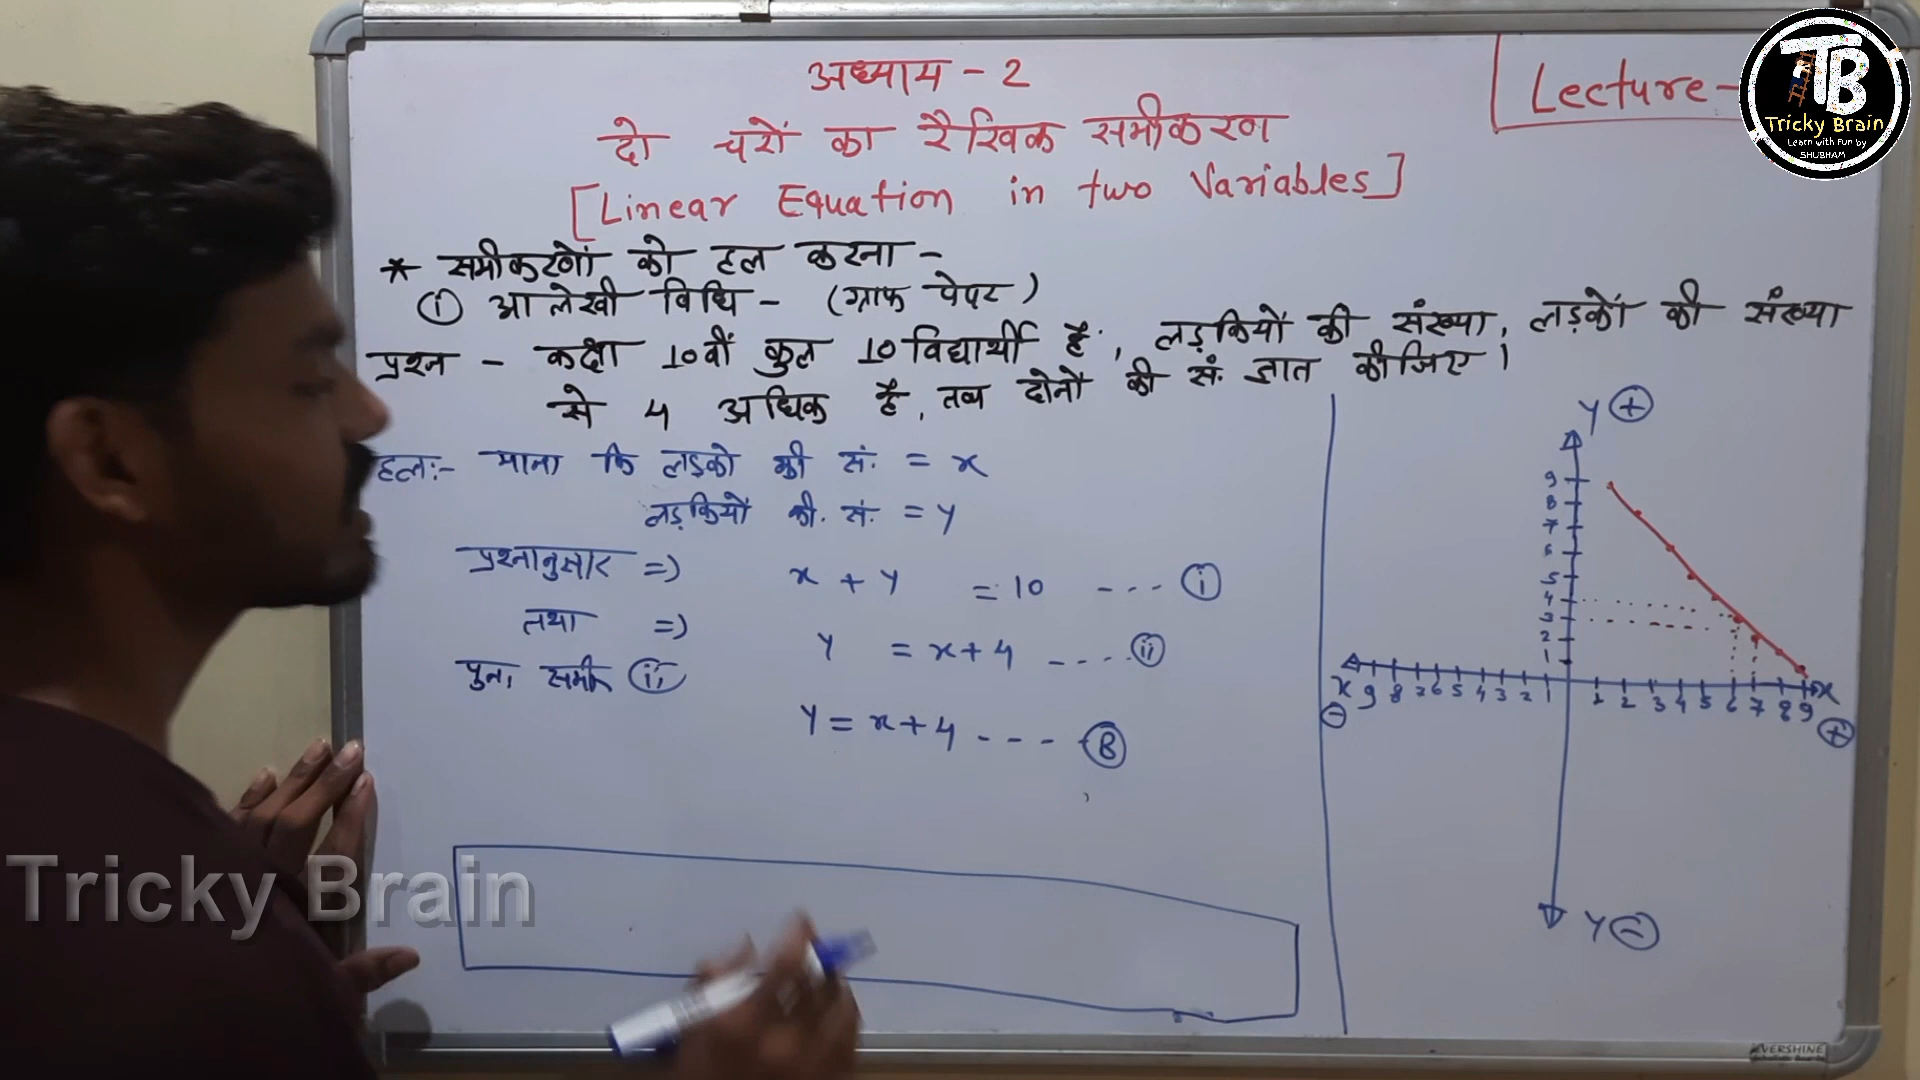 अध्याय - 2
Lecture-
दो चरों का रैखिक समीकरण
[Linear Equation in two Variables]
TB
Tricky Brain
Learn with Fun by
SHUBHAM
* समीकरणों को हल करना -
(i) आलेखी विधि - (ग्राफ पेपर)
प्रश्न - कक्षा 10वीं कुल 10 विद्यार्थी है, लड़कियों की संख्या, लड़कों की संख्या
से 4 अधिक है, तब दोनों की सं. ज्ञात कीजिए।
हल:- माना कि लड़को की सं. = x
लड़कियों की. सं. = y
प्रश्नानुसार => x + y = 10 --- (i)
तथा => y = x+4 ---- (ii)
पुन, समी (ii)
y = x+4 --- (B)
Y (+)
9
8
7
6
5
4
3
2
1
x 9 8 7 6 5 4 3 2 1 1 2 3 4 5 6 7 8 9 x
(-) (+)
Y (-)
Tricky Brain
EVERSHINE